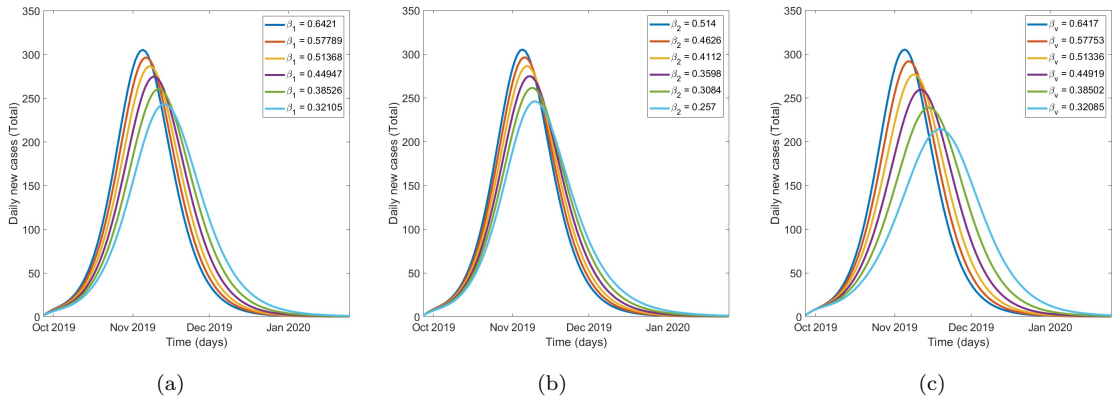 350
300
250
200
150
100
50
0
Daily new cases (Total)
Oct 2019 Nov 2019 Dec 2019 Jan 2020
Time (days)
β1 = 0.6421
β1 = 0.57789
β1 = 0.51368
β1 = 0.44947
β1 = 0.38526
β1 = 0.32105
(a)
350
300
250
200
150
100
50
0
Daily new cases (Total)
Oct 2019 Nov 2019 Dec 2019 Jan 2020
Time (days)
β2 = 0.514
β2 = 0.4626
β2 = 0.4112
β2 = 0.3598
β2 = 0.3084
β2 = 0.257
(b)
350
300
250
200
150
100
50
0
Daily new cases (Total)
Oct 2019 Nov 2019 Dec 2019 Jan 2020
Time (days)
βv = 0.6417
βv = 0.57753
βv = 0.51336
βv = 0.44919
βv = 0.38502
βv = 0.32085
(c)